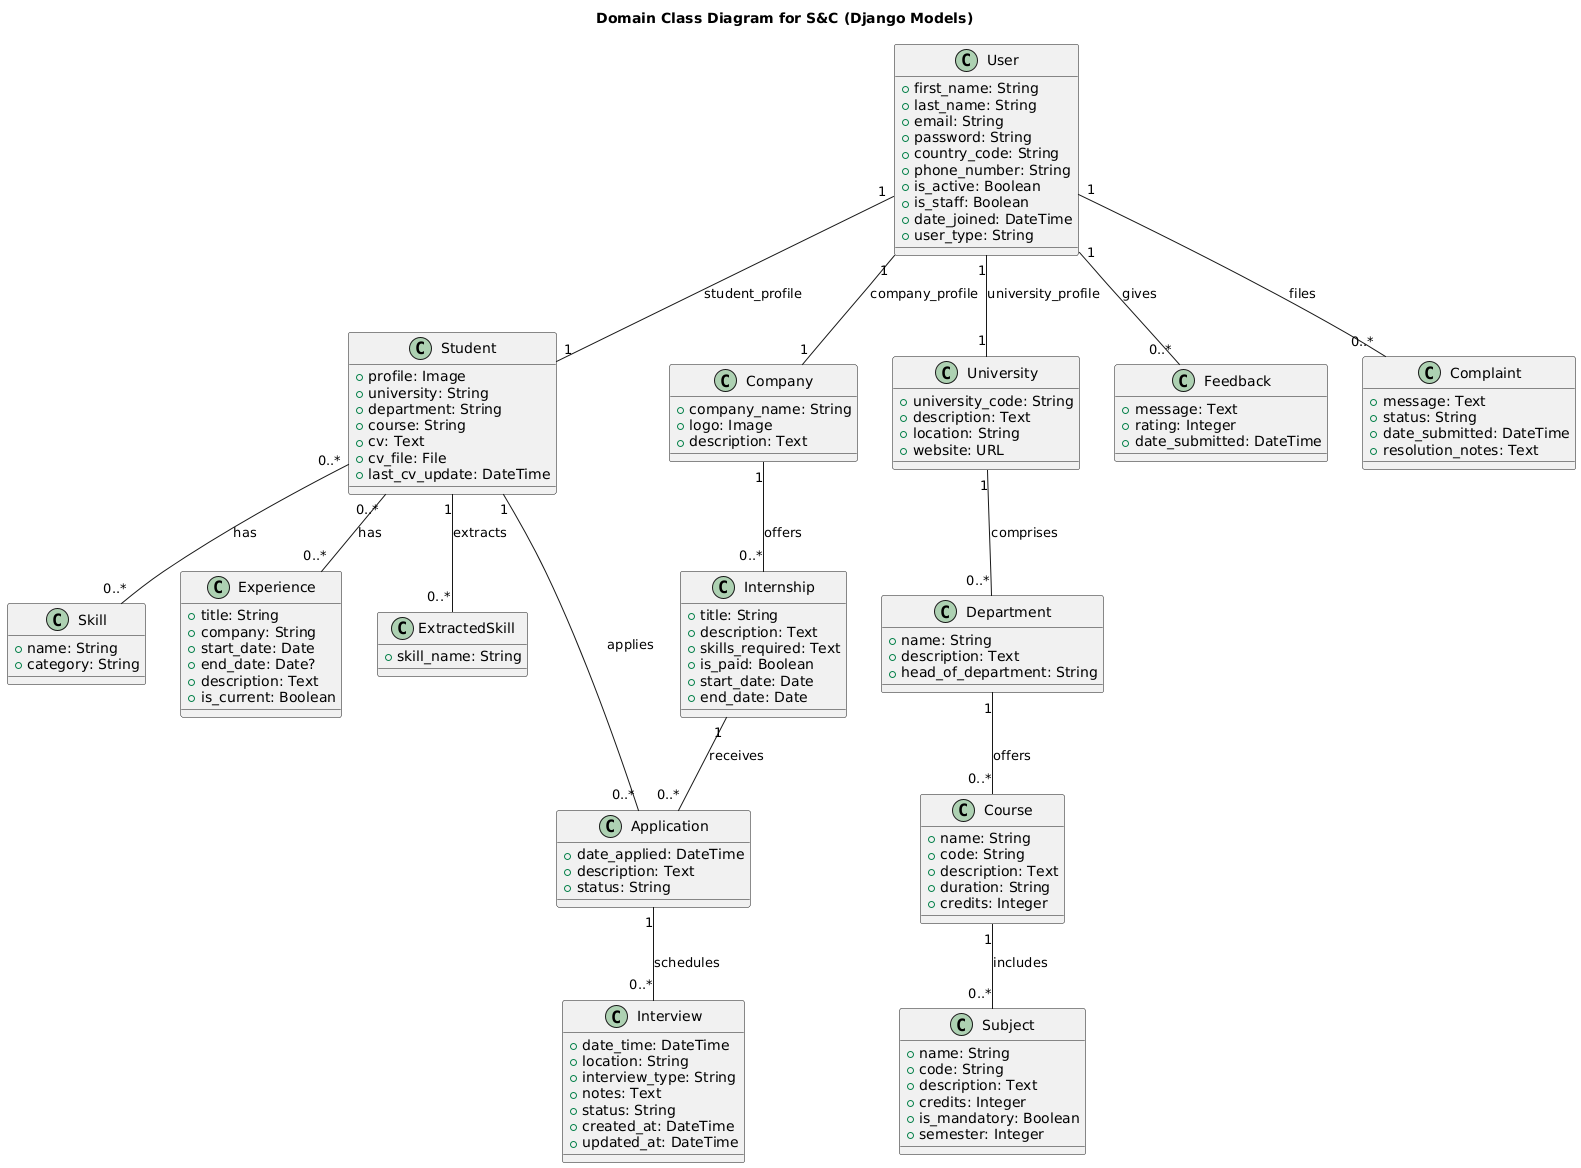 Domain Class Diagram for S&C (Django Models)
C User
first_name: String
last_name: String
email: String
password: String
country_code: String
phone_number: String
is_active: Boolean
is_staff: Boolean
date_joined: DateTime
user_type: String
1
1
1
1
1
student_profile
company_profile
university_profile
gives
files
1
1
1
0..*
0..*
C Student
profile: Image
university: String
department: String
course: String
cv: Text
cv_file: File
last_cv_update: DateTime
C Company
company_name: String
logo: Image
description: Text
C University
university_code: String
description: Text
location: String
website: URL
C Feedback
message: Text
rating: Integer
date_submitted: DateTime
C Complaint
message: Text
status: String
date_submitted: DateTime
resolution_notes: Text
0..*
0..*
1
1
1
1
has
has
extracts
offers
comprises
0..*
0..*
0..*
0..*
0..*
C Skill
name: String
category: String
C Experience
title: String
company: String
start_date: Date
end_date: Date?
description: Text
is_current: Boolean
C ExtractedSkill
skill_name: String
applies
C Internship
title: String
description: Text
skills_required: Text
is_paid: Boolean
start_date: Date
end_date: Date
C Department
name: String
description: Text
head_of_department: String
1
1
receives
offers
0..*
0..*
0..*
C Application
date_applied: DateTime
description: Text
status: String
C Course
name: String
code: String
description: Text
duration: String
credits: Integer
1
1
schedules
includes
0..*
0..*
C Interview
date_time: DateTime
location: String
interview_type: String
notes: Text
status: String
created_at: DateTime
updated_at: DateTime
C Subject
name: String
code: String
description: Text
credits: Integer
is_mandatory: Boolean
semester: Integer